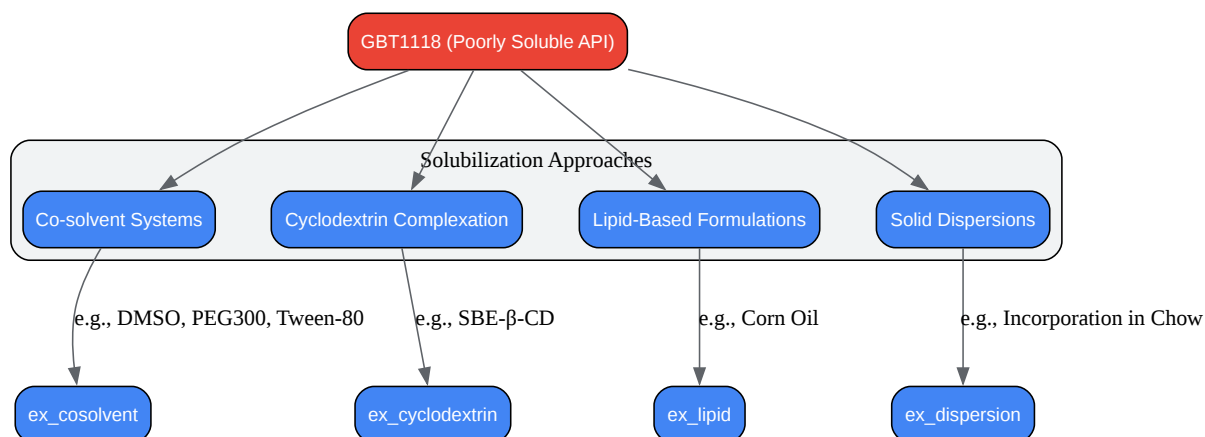 GBT1118 (Poorly Soluble API)
Solubilization Approaches
Co-solvent Systems
Cyclodextrin Complexation
Lipid-Based Formulations
Solid Dispersions
e.g., DMSO, PEG300, Tween-80
e.g., SBE-β-CD
e.g., Corn Oil
e.g., Incorporation in Chow
ex_cosolvent
ex_cyclodextrin
ex_lipid
ex_dispersion